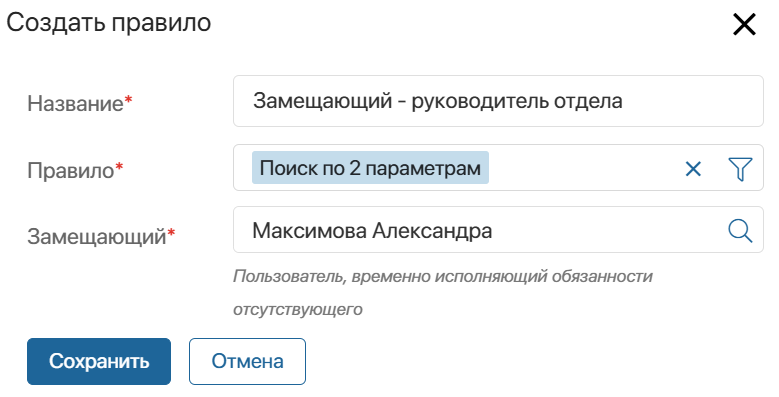 Создать правило
Название*
Замещающий - руководитель отдела
Правило*
Поиск по 2 параметрам
Замещающий*
Максимова Александра
Пользователь, временно исполняющий обязанности
отсутствующего
Сохранить
Отмена